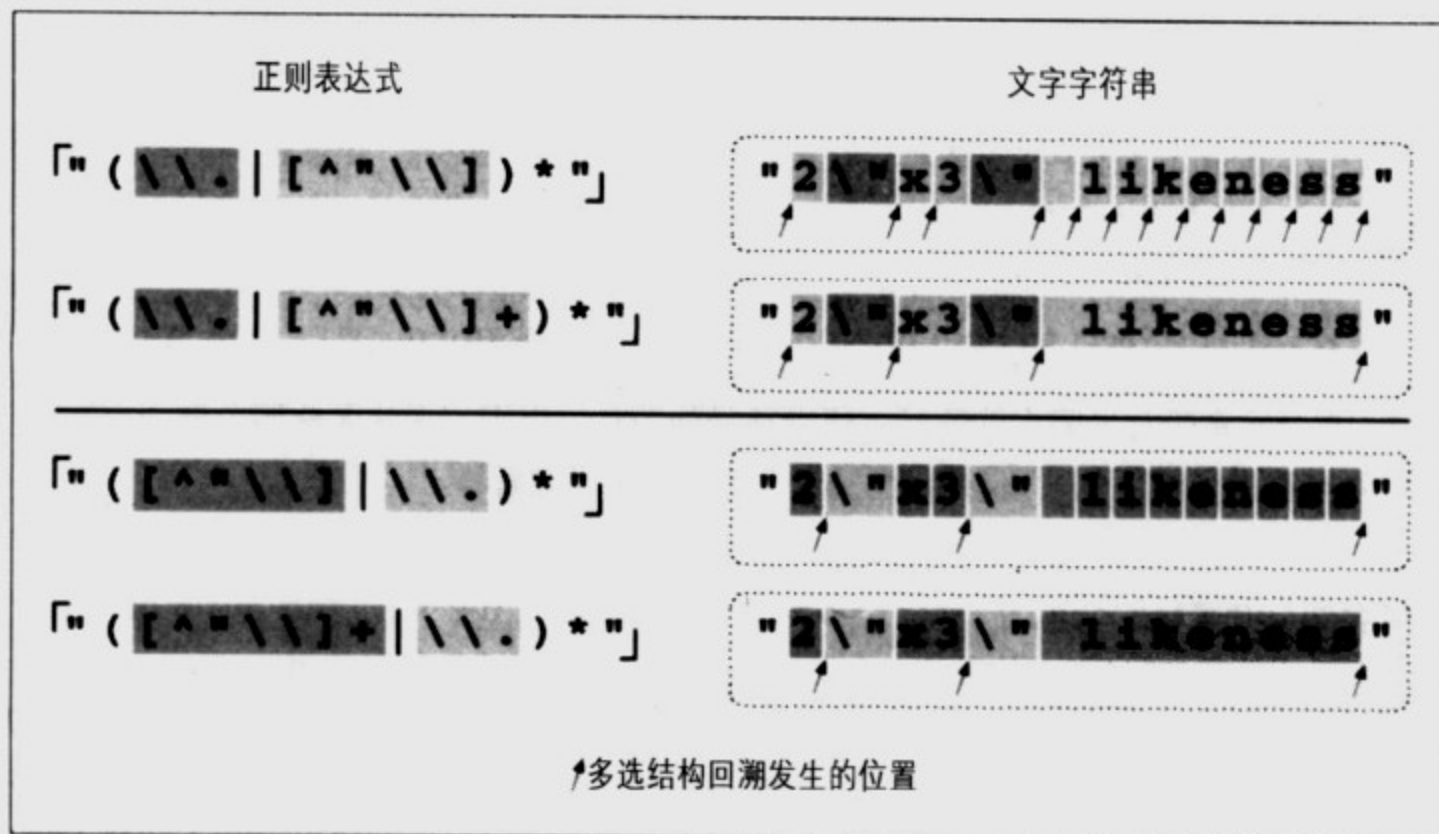 正则表达式 文字字符串
「"(\\.|[^"\\])*"」 "2\"x3\" likeness"
「"(\\.|[^"\\]+)*"」 "2\"x3\" likeness"
「"([^"\\]|\\.)*"」 "2\"x3\" likeness"
「"([^"\\]+|\\.)*"」 "2\"x3\" likeness"
多选结构回溯发生的位置